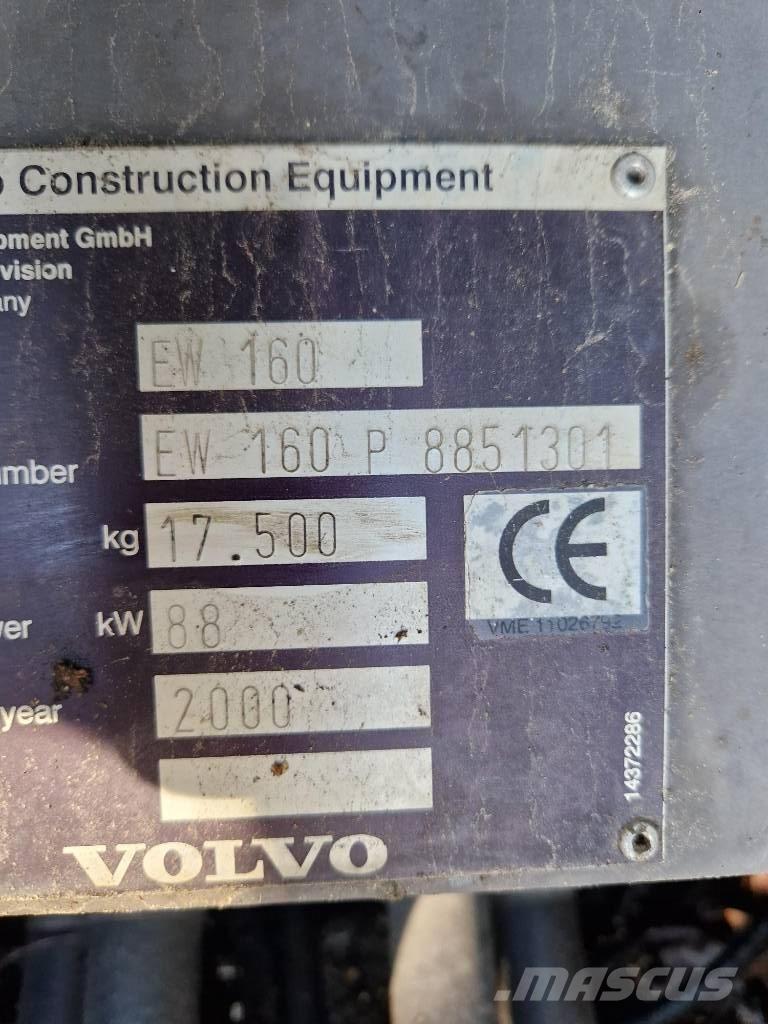 Construction Equipment
pment GmbH
vision
any
EW 160
umber EW 160 P 8851301
kg 17.500
CE
wer kW 88
VME 11026793
year 2000
14372286
VOLVO
MASCUS